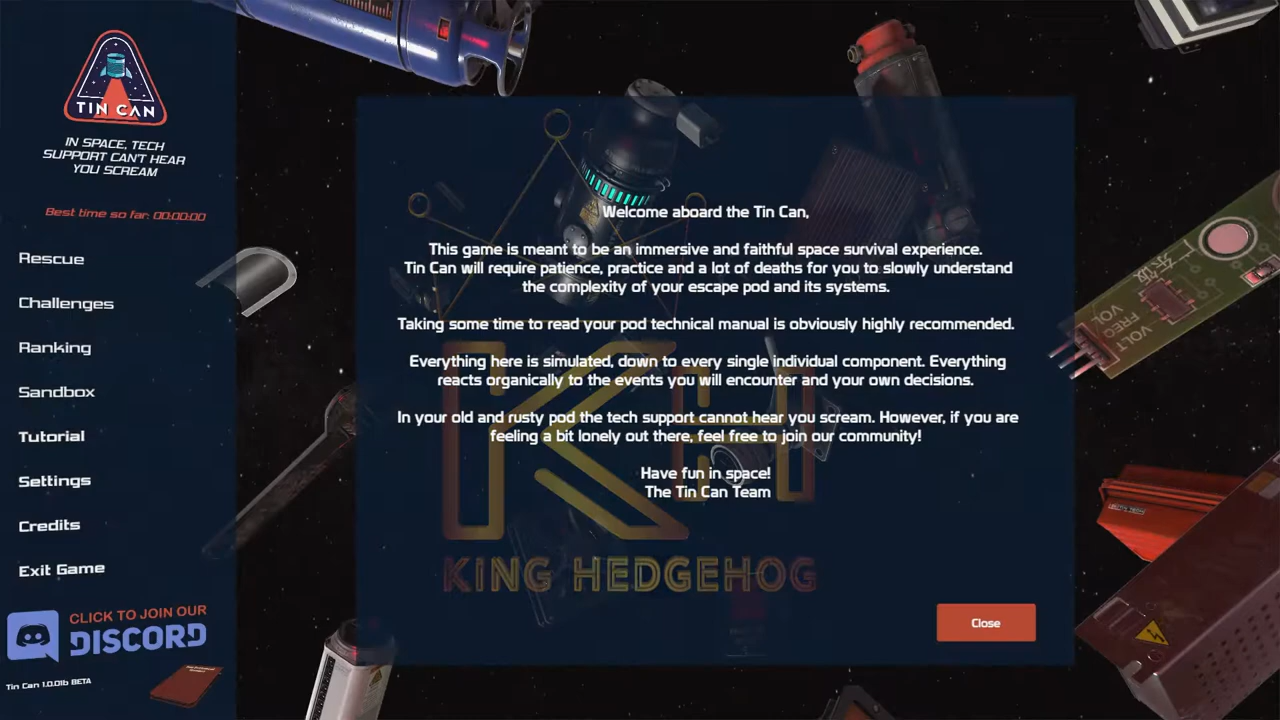 TIN CAN
IN SPACE, TECH
SUPPORT CAN'T HEAR
YOU SCREAM
Best time so far: 00:00:00
Rescue
Challenges
Ranking
Sandbox
Tutorial
Settings
Credits
Exit Game
CLICK TO JOIN OUR
DISCORD
Tin Can 1.0.01b BETA
Welcome aboard the Tin Can,
This game is meant to be an immersive and faithful space survival experience.
Tin Can will require patience, practice and a lot of deaths for you to slowly understand
the complexity of your escape pod and its systems.
Taking some time to read your pod technical manual is obviously highly recommended.
Everything here is simulated, down to every single individual component. Everything
reacts organically to the events you will encounter and your own decisions.
In your old and rusty pod the tech support cannot hear you scream. However, if you are
feeling a bit lonely out there, feel free to join our community!
Have fun in space!
The Tin Can Team
KH
KING HEDGEHOG
Close
VOL
FREC
VOLT